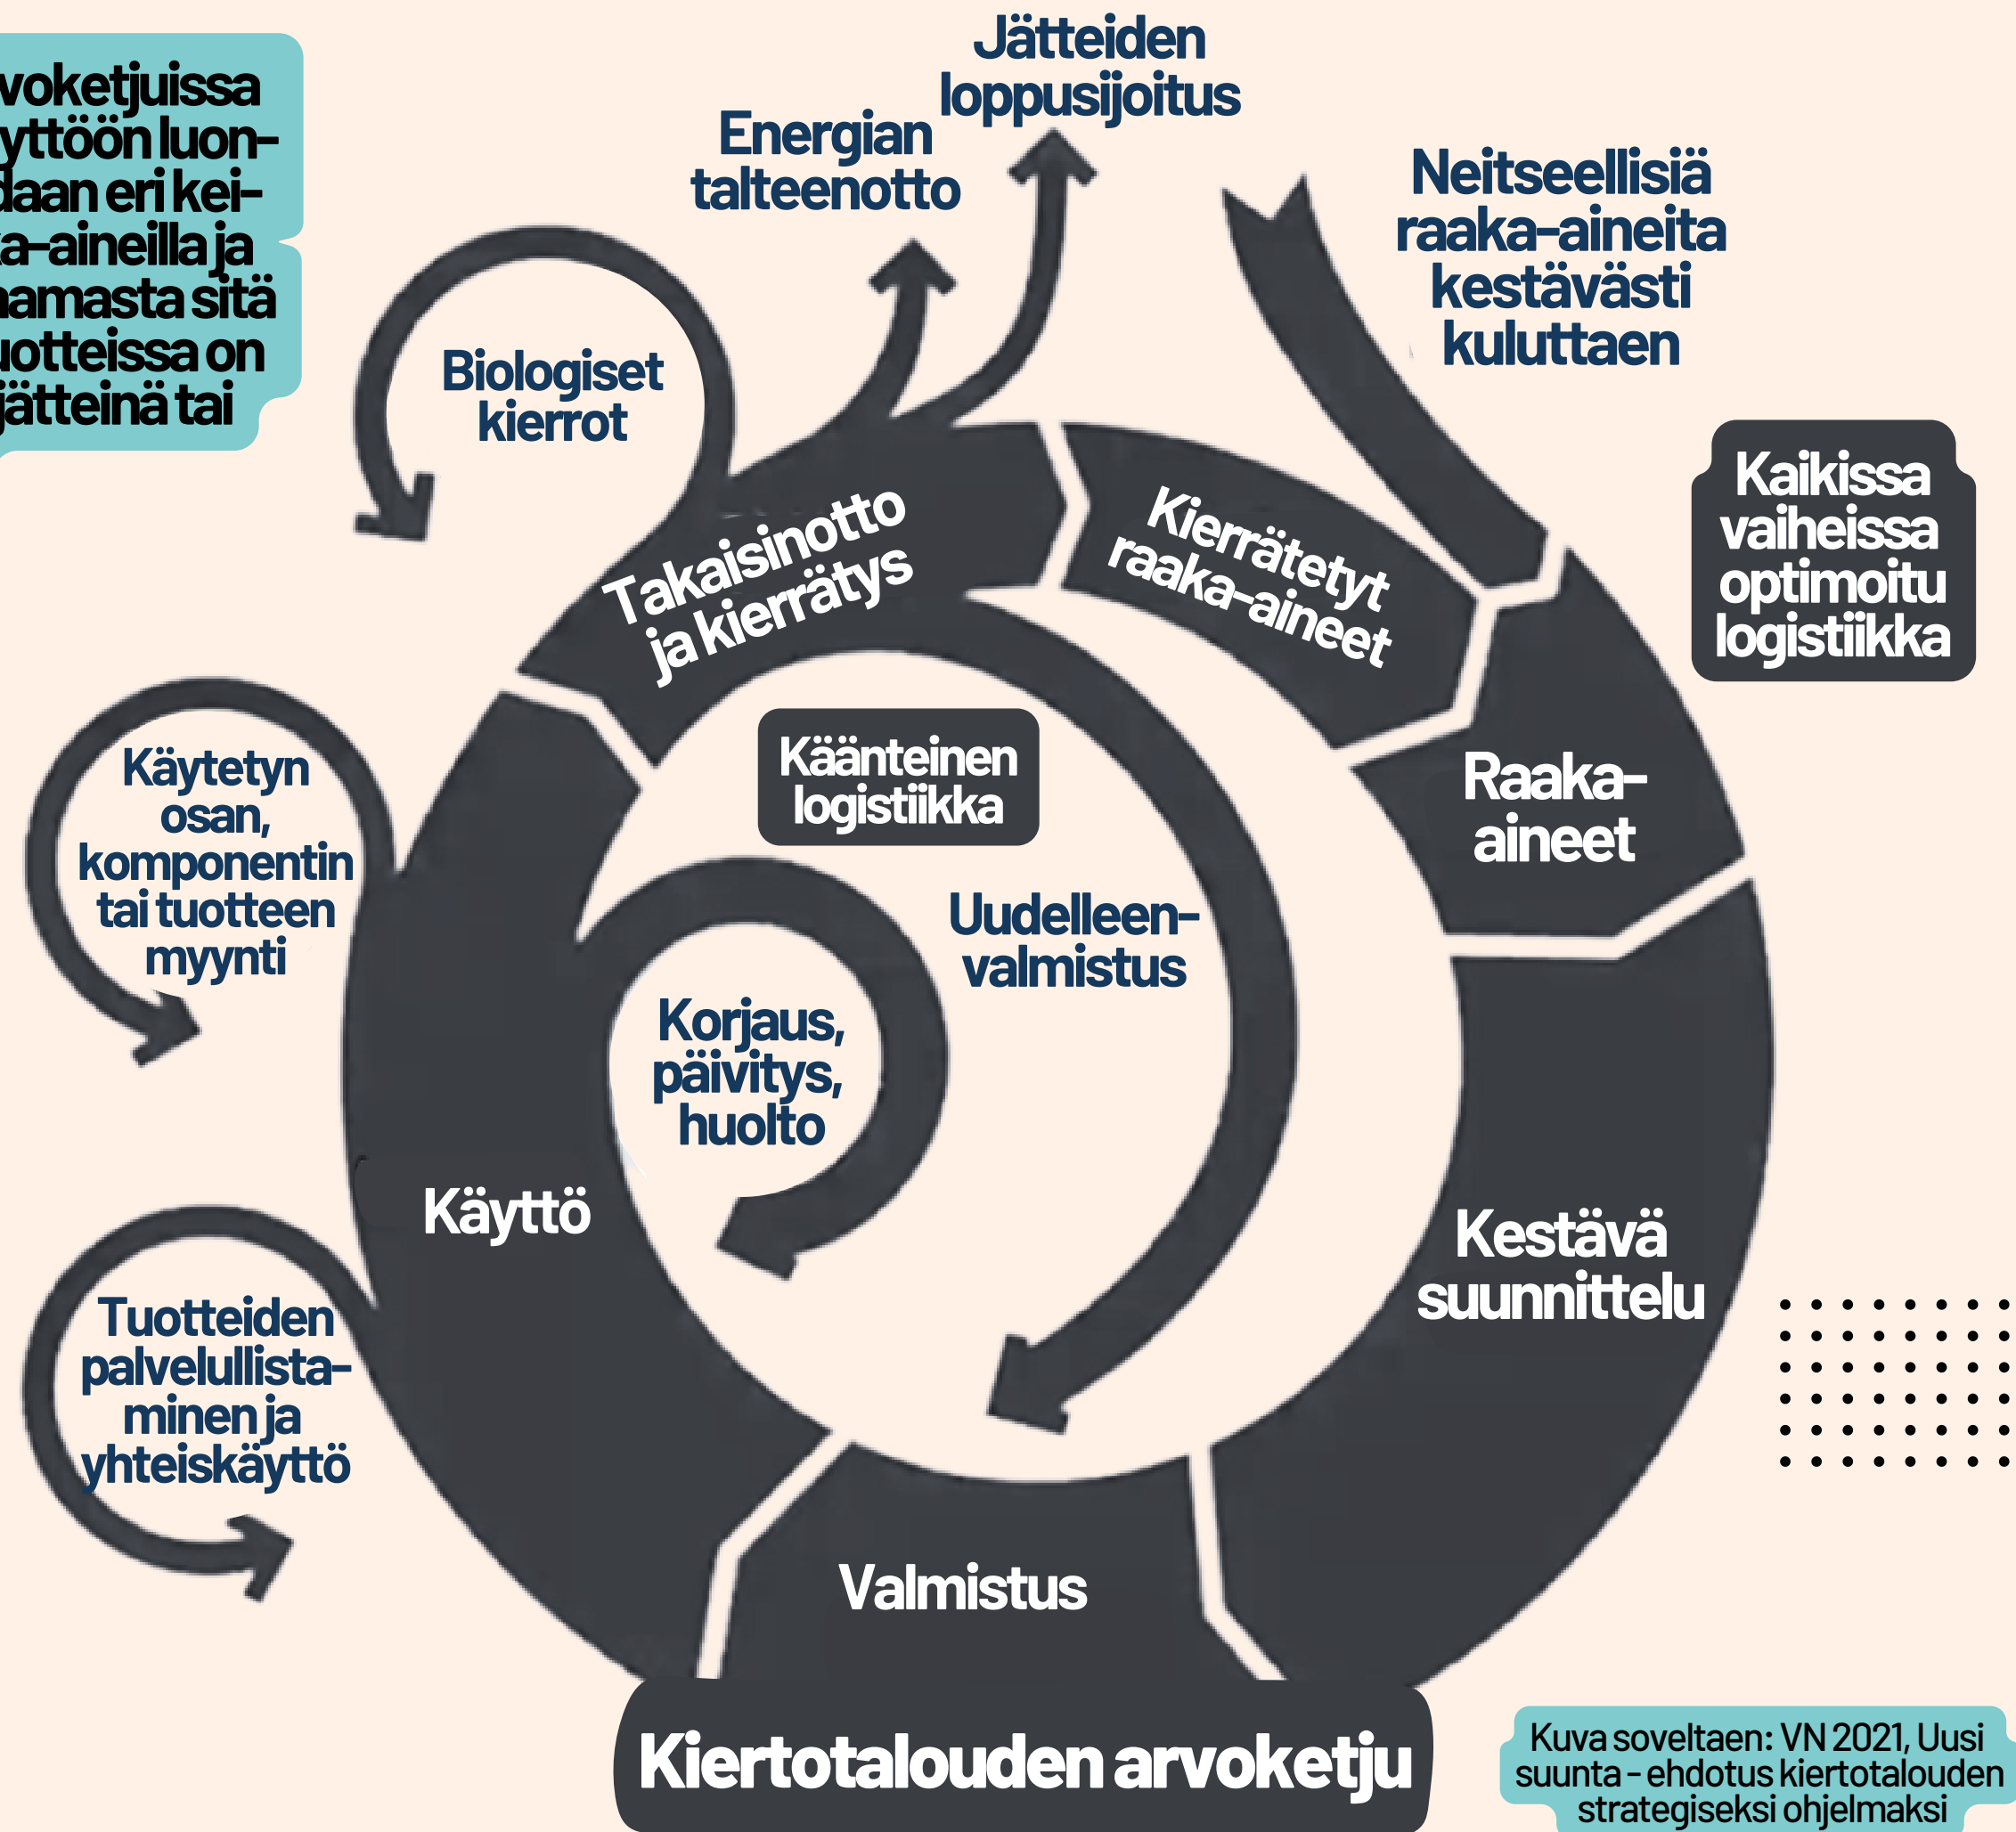 yttöön luon-
daan eri kei-
a-aineilla ja
amasta sitä
uotteissa on
jätteinä tai
Jätteiden
loppusijoitus
Energian
talteenotto
Neitseellisiä
raaka-aineita
kestävästi
kuluttaen
Biologiset
kierrot
Kaikissa
vaiheissa
optimoitu
logistiikka
Takaisinotto
ja kierrätys
Kierrätetyt
raaka-aineet
Käänteinen
logistiikka
Raaka-
aineet
Käytetyn
osan,
komponentin
tai tuotteen
myynti
Uudelleen-
valmistus
Korjaus,
päivitys,
huolto
Käyttö
Kestävä
suunnittelu
Tuotteiden
palvelullista-
minen ja
yhteiskäyttö
Valmistus
Kiertotalouden arvoketju
Kuva soveltaen: VN 2021, Uusi
suunta - ehdotus kiertotalouden
strategiseksi ohjelmaksi